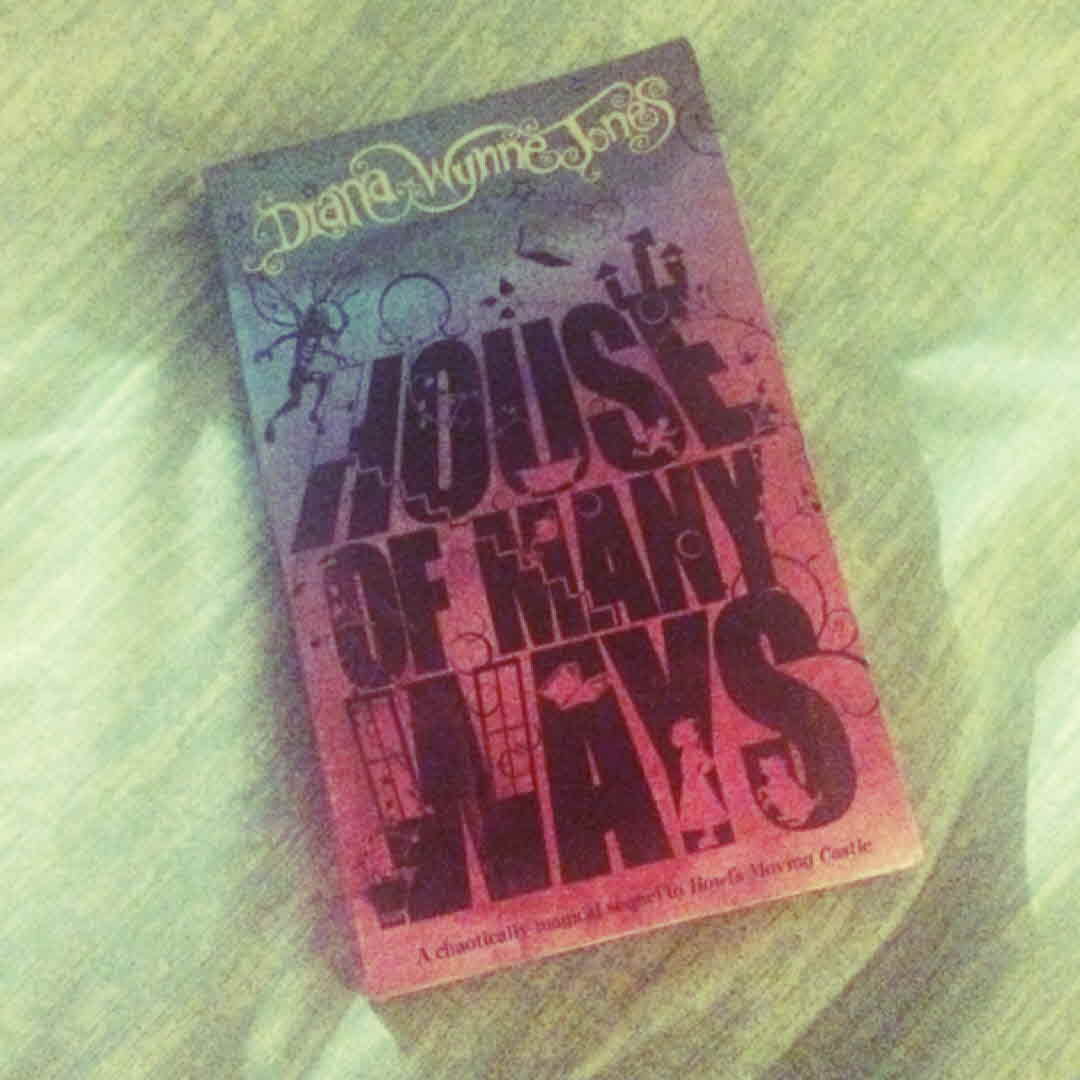 Diana Wynne Jones
HOUSE
OF MANY
WAYS
A chaotically magical sequel to Howl's Moving Castle